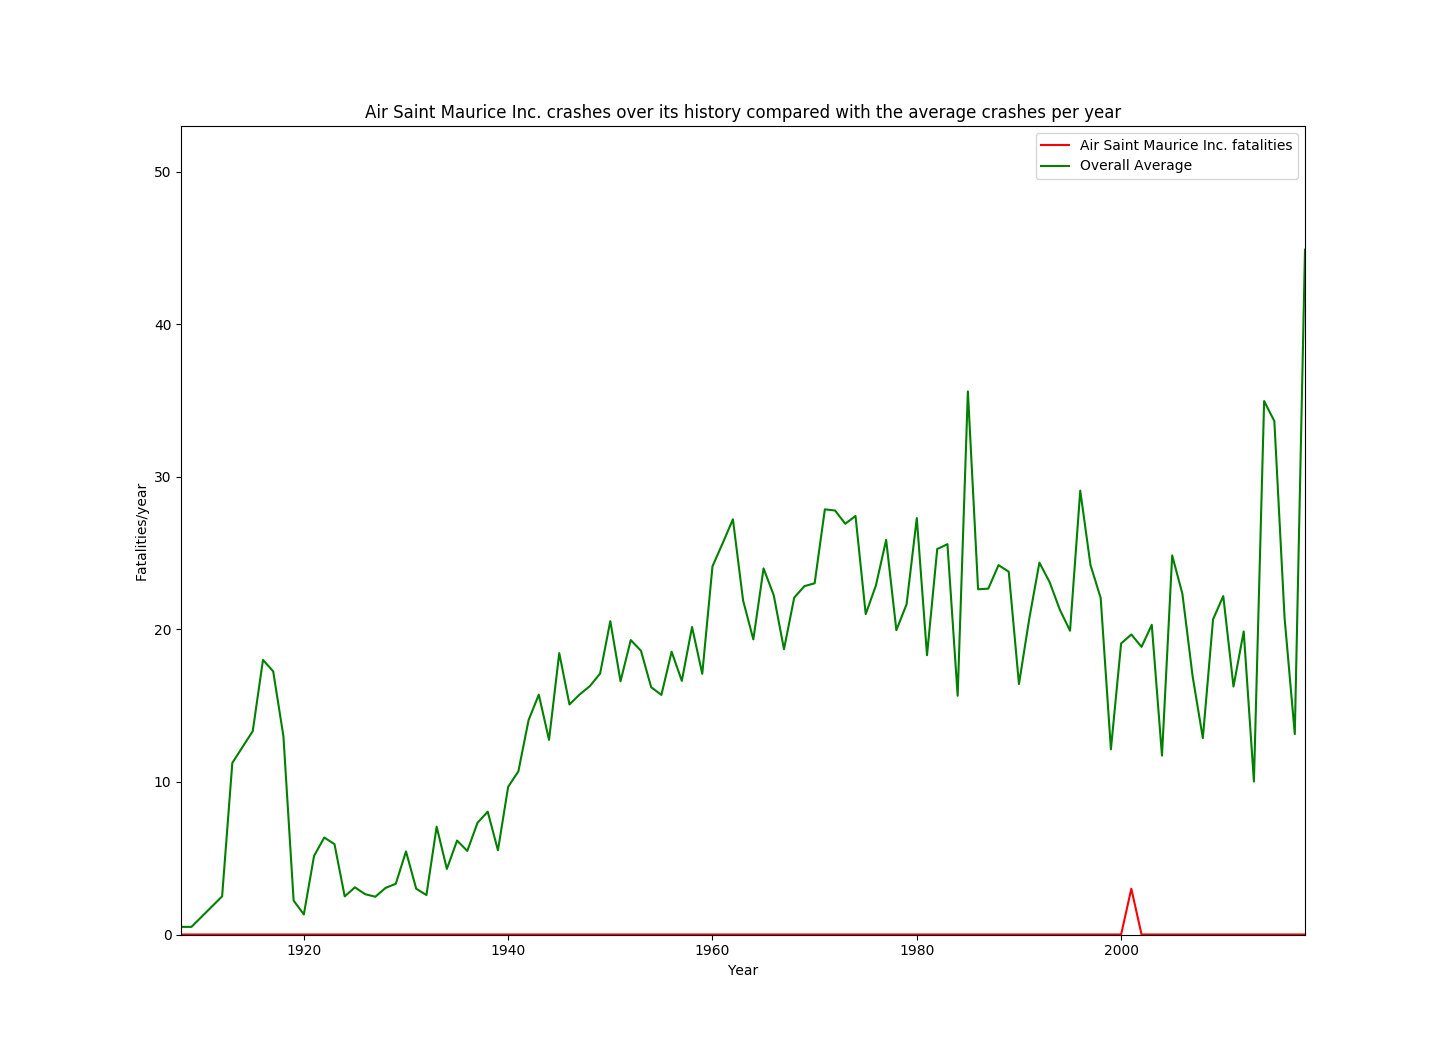 Air Saint Maurice Inc. crashes over its history compared with the average crashes per year
Air Saint Maurice Inc. fatalities
Overall Average
50
40
30
20
10
0
Fatalities/year
1920
1940
1960
1980
2000
Year